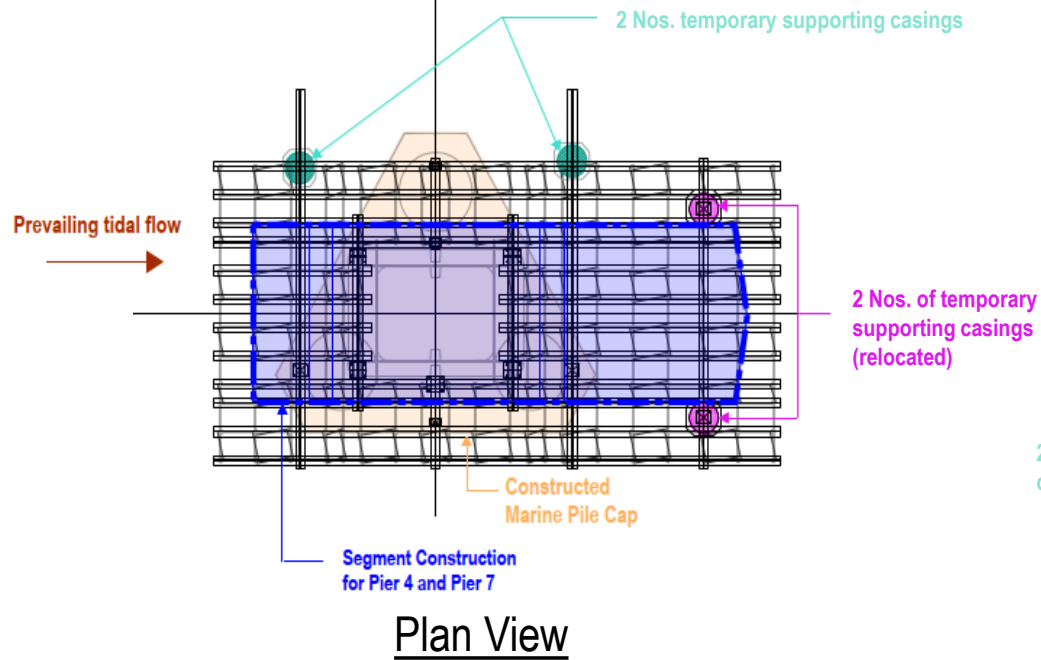 2 Nos. temporary supporting casings
Prevailing tidal flow
2 Nos. of temporary
supporting casings
(relocated)
Constructed
Marine Pile Cap
Segment Construction
for Pier 4 and Pier 7
Plan View